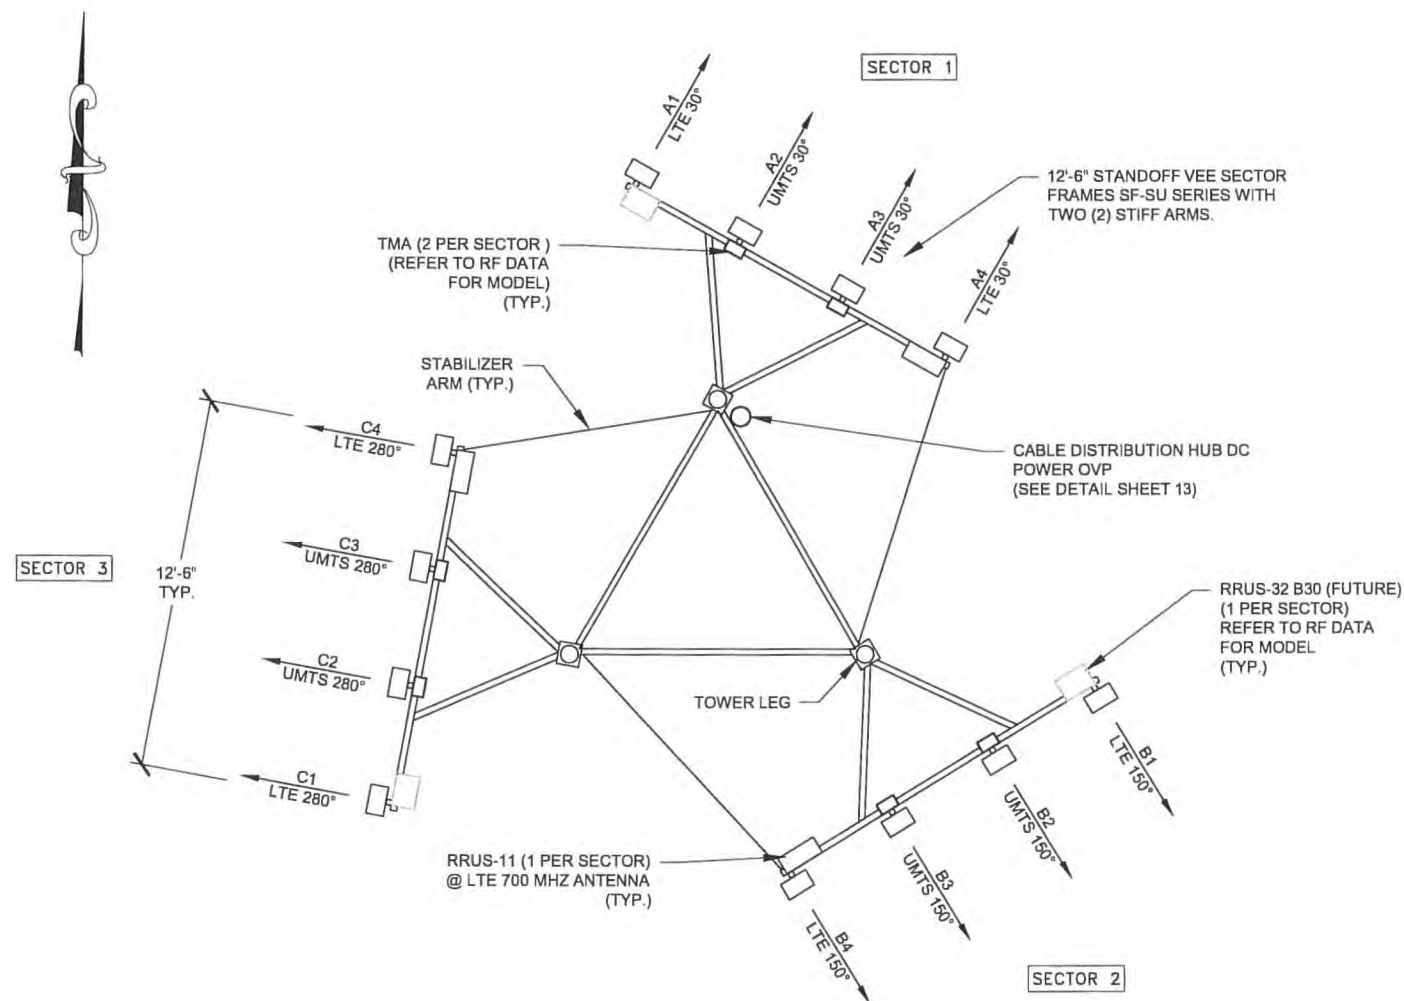 SECTOR 1
A1
LTE 30°
A2
UMTS 30°
A3
UMTS 30°
A4
LTE 30°
12'-6" STANDOFF VEE SECTOR
FRAMES SF-SU SERIES WITH
TWO (2) STIFF ARMS.
TMA (2 PER SECTOR )
(REFER TO RF DATA
FOR MODEL)
(TYP.)
STABILIZER
ARM (TYP.)
CABLE DISTRIBUTION HUB DC
POWER OVP
(SEE DETAIL SHEET 13)
C4
LTE 280°
C3
UMTS 280°
SECTOR 3
12'-6"
TYP.
C2
UMTS 280°
C1
LTE 280°
TOWER LEG
RRUS-32 B30 (FUTURE)
(1 PER SECTOR)
REFER TO RF DATA
FOR MODEL
(TYP.)
B1
LTE 150°
B2
UMTS 150°
B3
UMTS 150°
B4
LTE 150°
RRUS-11 (1 PER SECTOR)
@ LTE 700 MHZ ANTENNA
(TYP.)
SECTOR 2